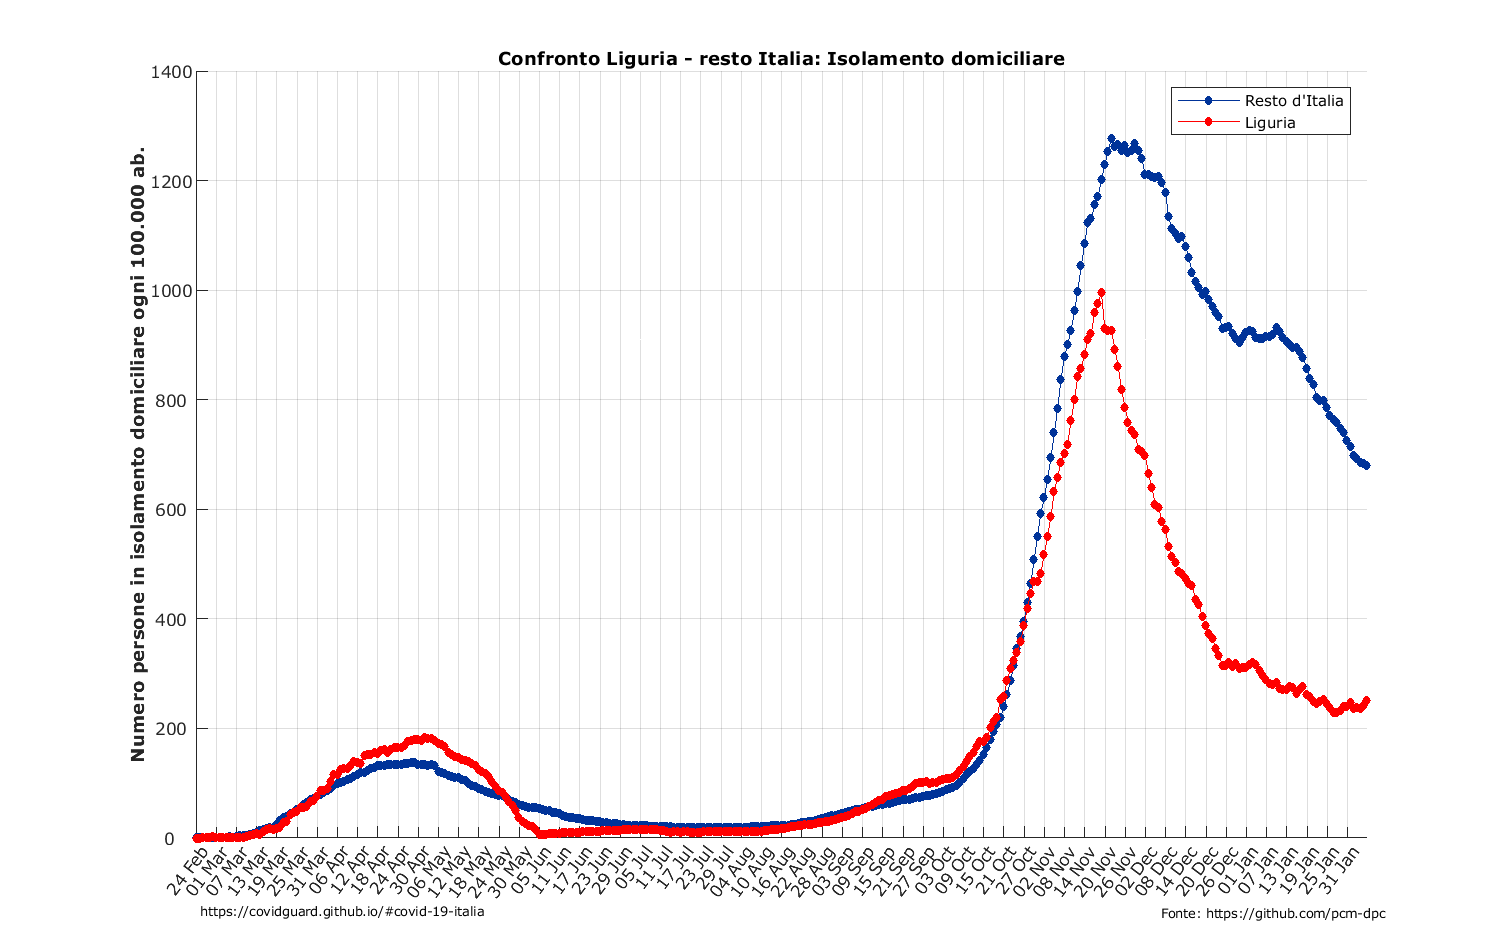 Confronto Liguria - resto Italia: Isolamento domiciliare
Numero persone in isolamento domiciliare ogni 100.000 ab.
1400
1200
1000
800
600
400
200
0
Resto d'Italia
Liguria
24 Feb
01 Mar
07 Mar
13 Mar
19 Mar
25 Mar
31 Mar
06 Apr
12 Apr
18 Apr
24 Apr
30 Apr
06 May
12 May
18 May
24 May
30 May
05 Jun
11 Jun
17 Jun
23 Jun
29 Jun
05 Jul
11 Jul
17 Jul
23 Jul
29 Jul
04 Aug
10 Aug
16 Aug
22 Aug
28 Aug
03 Sep
09 Sep
15 Sep
21 Sep
27 Sep
03 Oct
09 Oct
15 Oct
21 Oct
27 Oct
02 Nov
08 Nov
14 Nov
20 Nov
26 Nov
02 Dec
08 Dec
14 Dec
20 Dec
26 Dec
01 Jan
07 Jan
13 Jan
19 Jan
25 Jan
31 Jan
https://covidguard.github.io/#covid-19-italia
Fonte: https://github.com/pcm-dpc